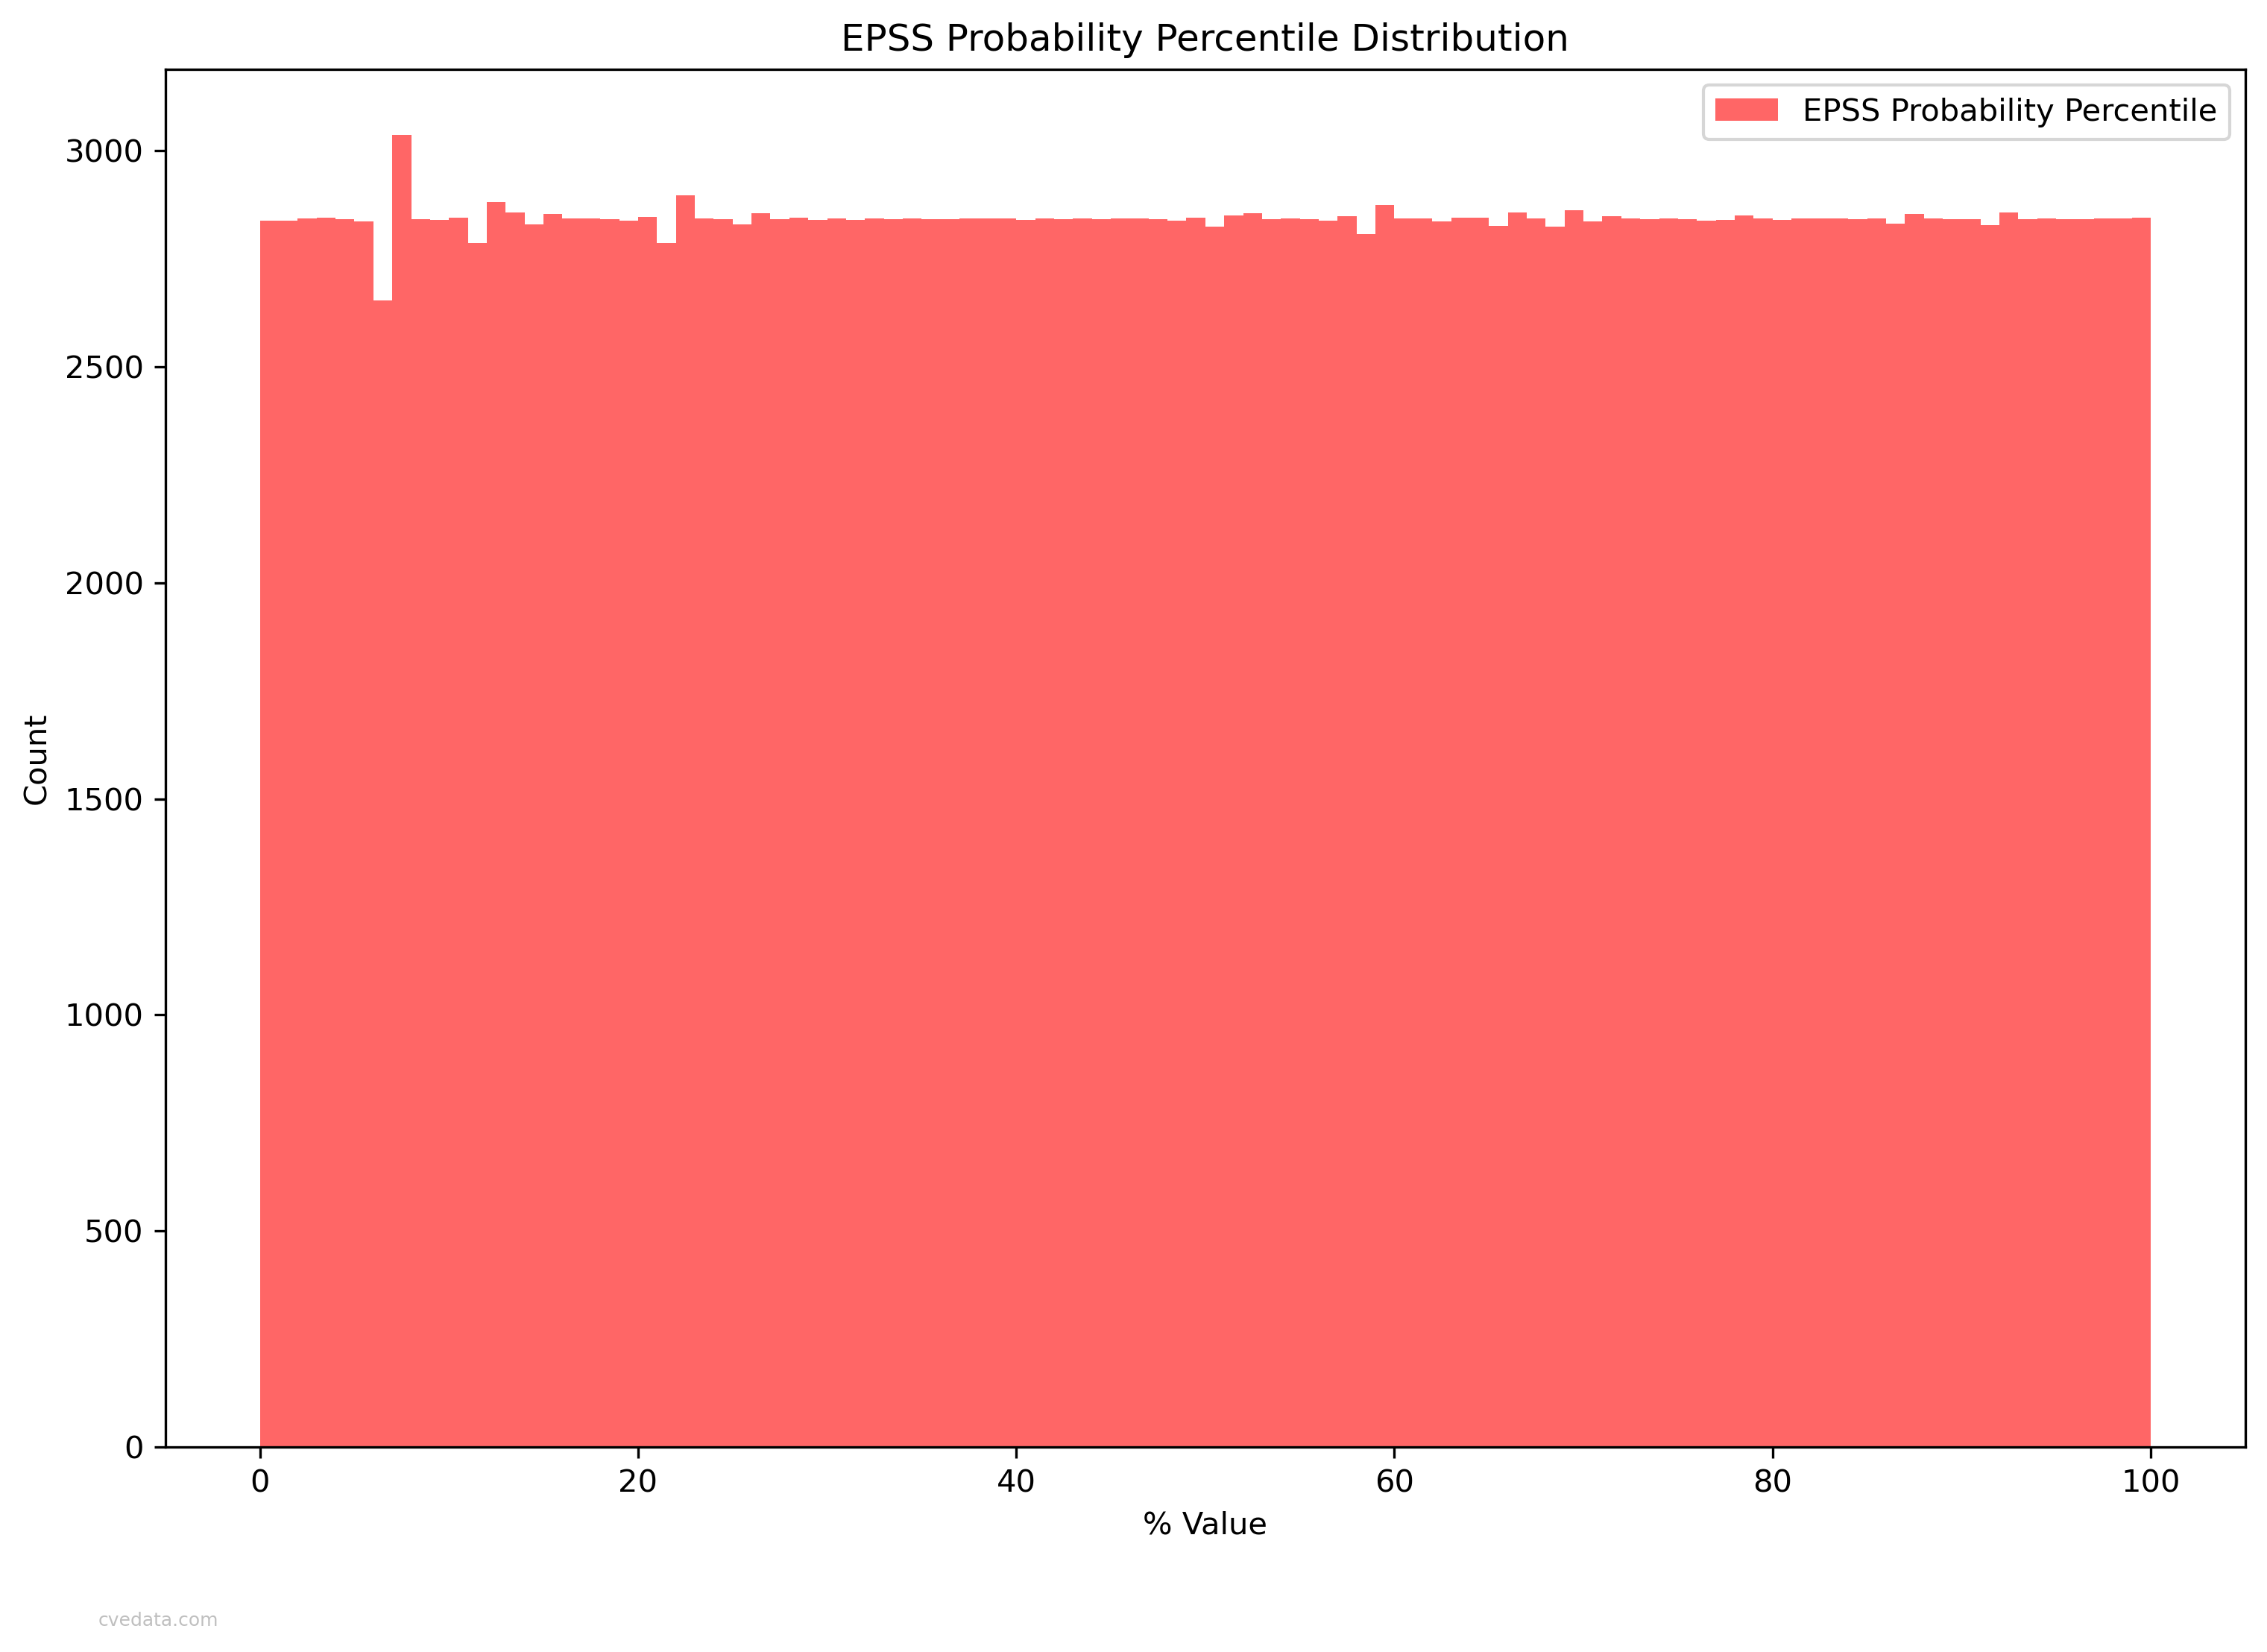 EPSS Probability Percentile Distribution
EPSS Probability Percentile
3000
2500
2000
1500
1000
500
0
Count
0 20 40 60 80 100
% Value
cvedata.com